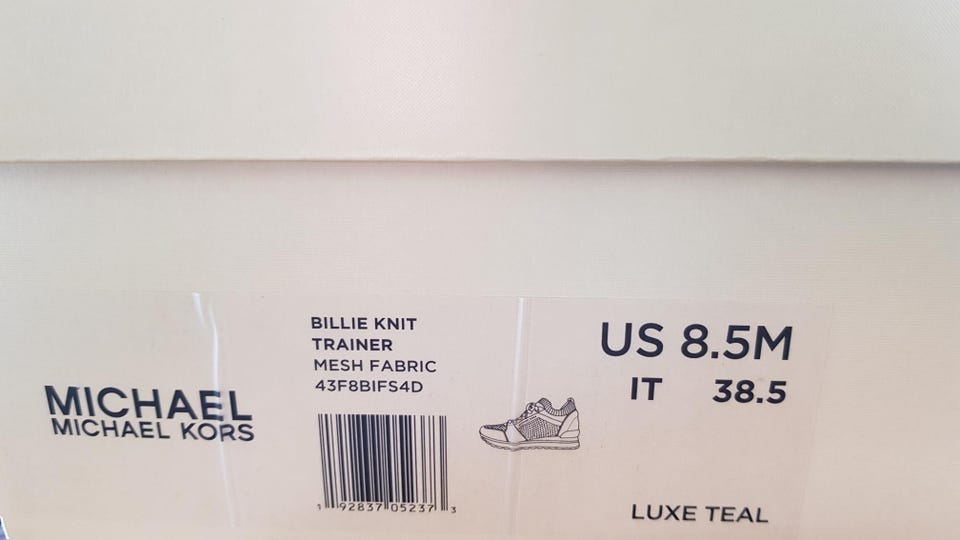 MICHAEL
MICHAEL KORS
BILLIE KNIT
TRAINER
MESH FABRIC
43F8BIFS4D
1 92837 05237 3
US 8.5M
IT 38.5
LUXE TEAL